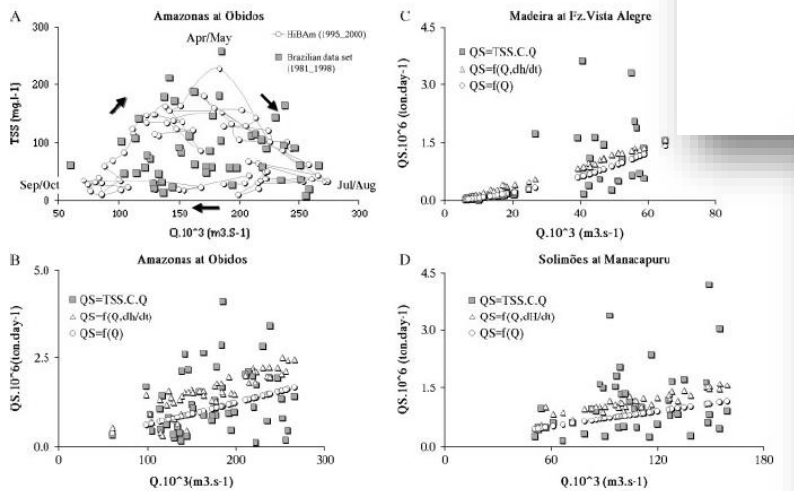 A
Amazonas at Obidos
300
200
100
0
TSS (mg.l-1)
Apr/May
HiBAm (1995_2000)
Brazilian data set
(1981_1998)
Sep/Oct
Jul/Aug
50
100
150
200
250
300
Q.10^3 (m3.S-1)
B
Amazonas at Obidos
5.0
2.5
0.0
QS.10^6(ton.day-1)
QS=TSS.C.Q
QS=f(Q,dh/dt)
QS=f(Q)
0
100
200
300
Q.10^3(m3.s-1)
C
Madeira at Fz.Vista Alegre
4.5
3.0
1.5
0.0
QS.10^6 (ton.day-1)
QS=TSS.C.Q
QS=f(Q,dh/dt)
QS=f(Q)
0
40
80
Q.10^3 (m3.s-1)
D
Solimões at Manacapuru
4.5
3.0
1.5
0.0
QS.10^6 (ton.day-1)
QS=TSS.C.Q
QS=f(Q,dH/dt)
QS=f(Q)
0
60
120
180
Q.10^3 (m3.s-1)